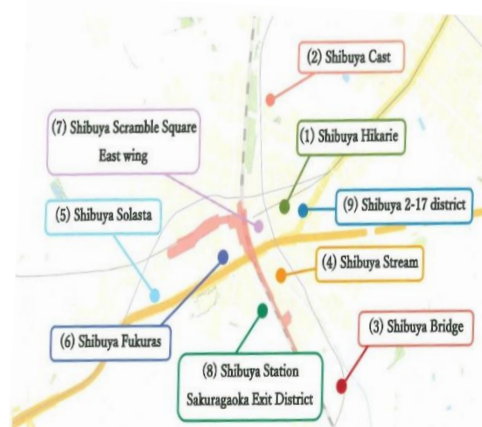 (2) Shibuya Cast
(7) Shibuya Scramble Square
East wing
(1) Shibuya Hikarie
(5) Shibuya Solasta
(9) Shibuya 2-17 district
(4) Shibuya Stream
(6) Shibuya Fukuras
(3) Shibuya Bridge
(8) Shibuya Station
Sakuragaoka Exit District